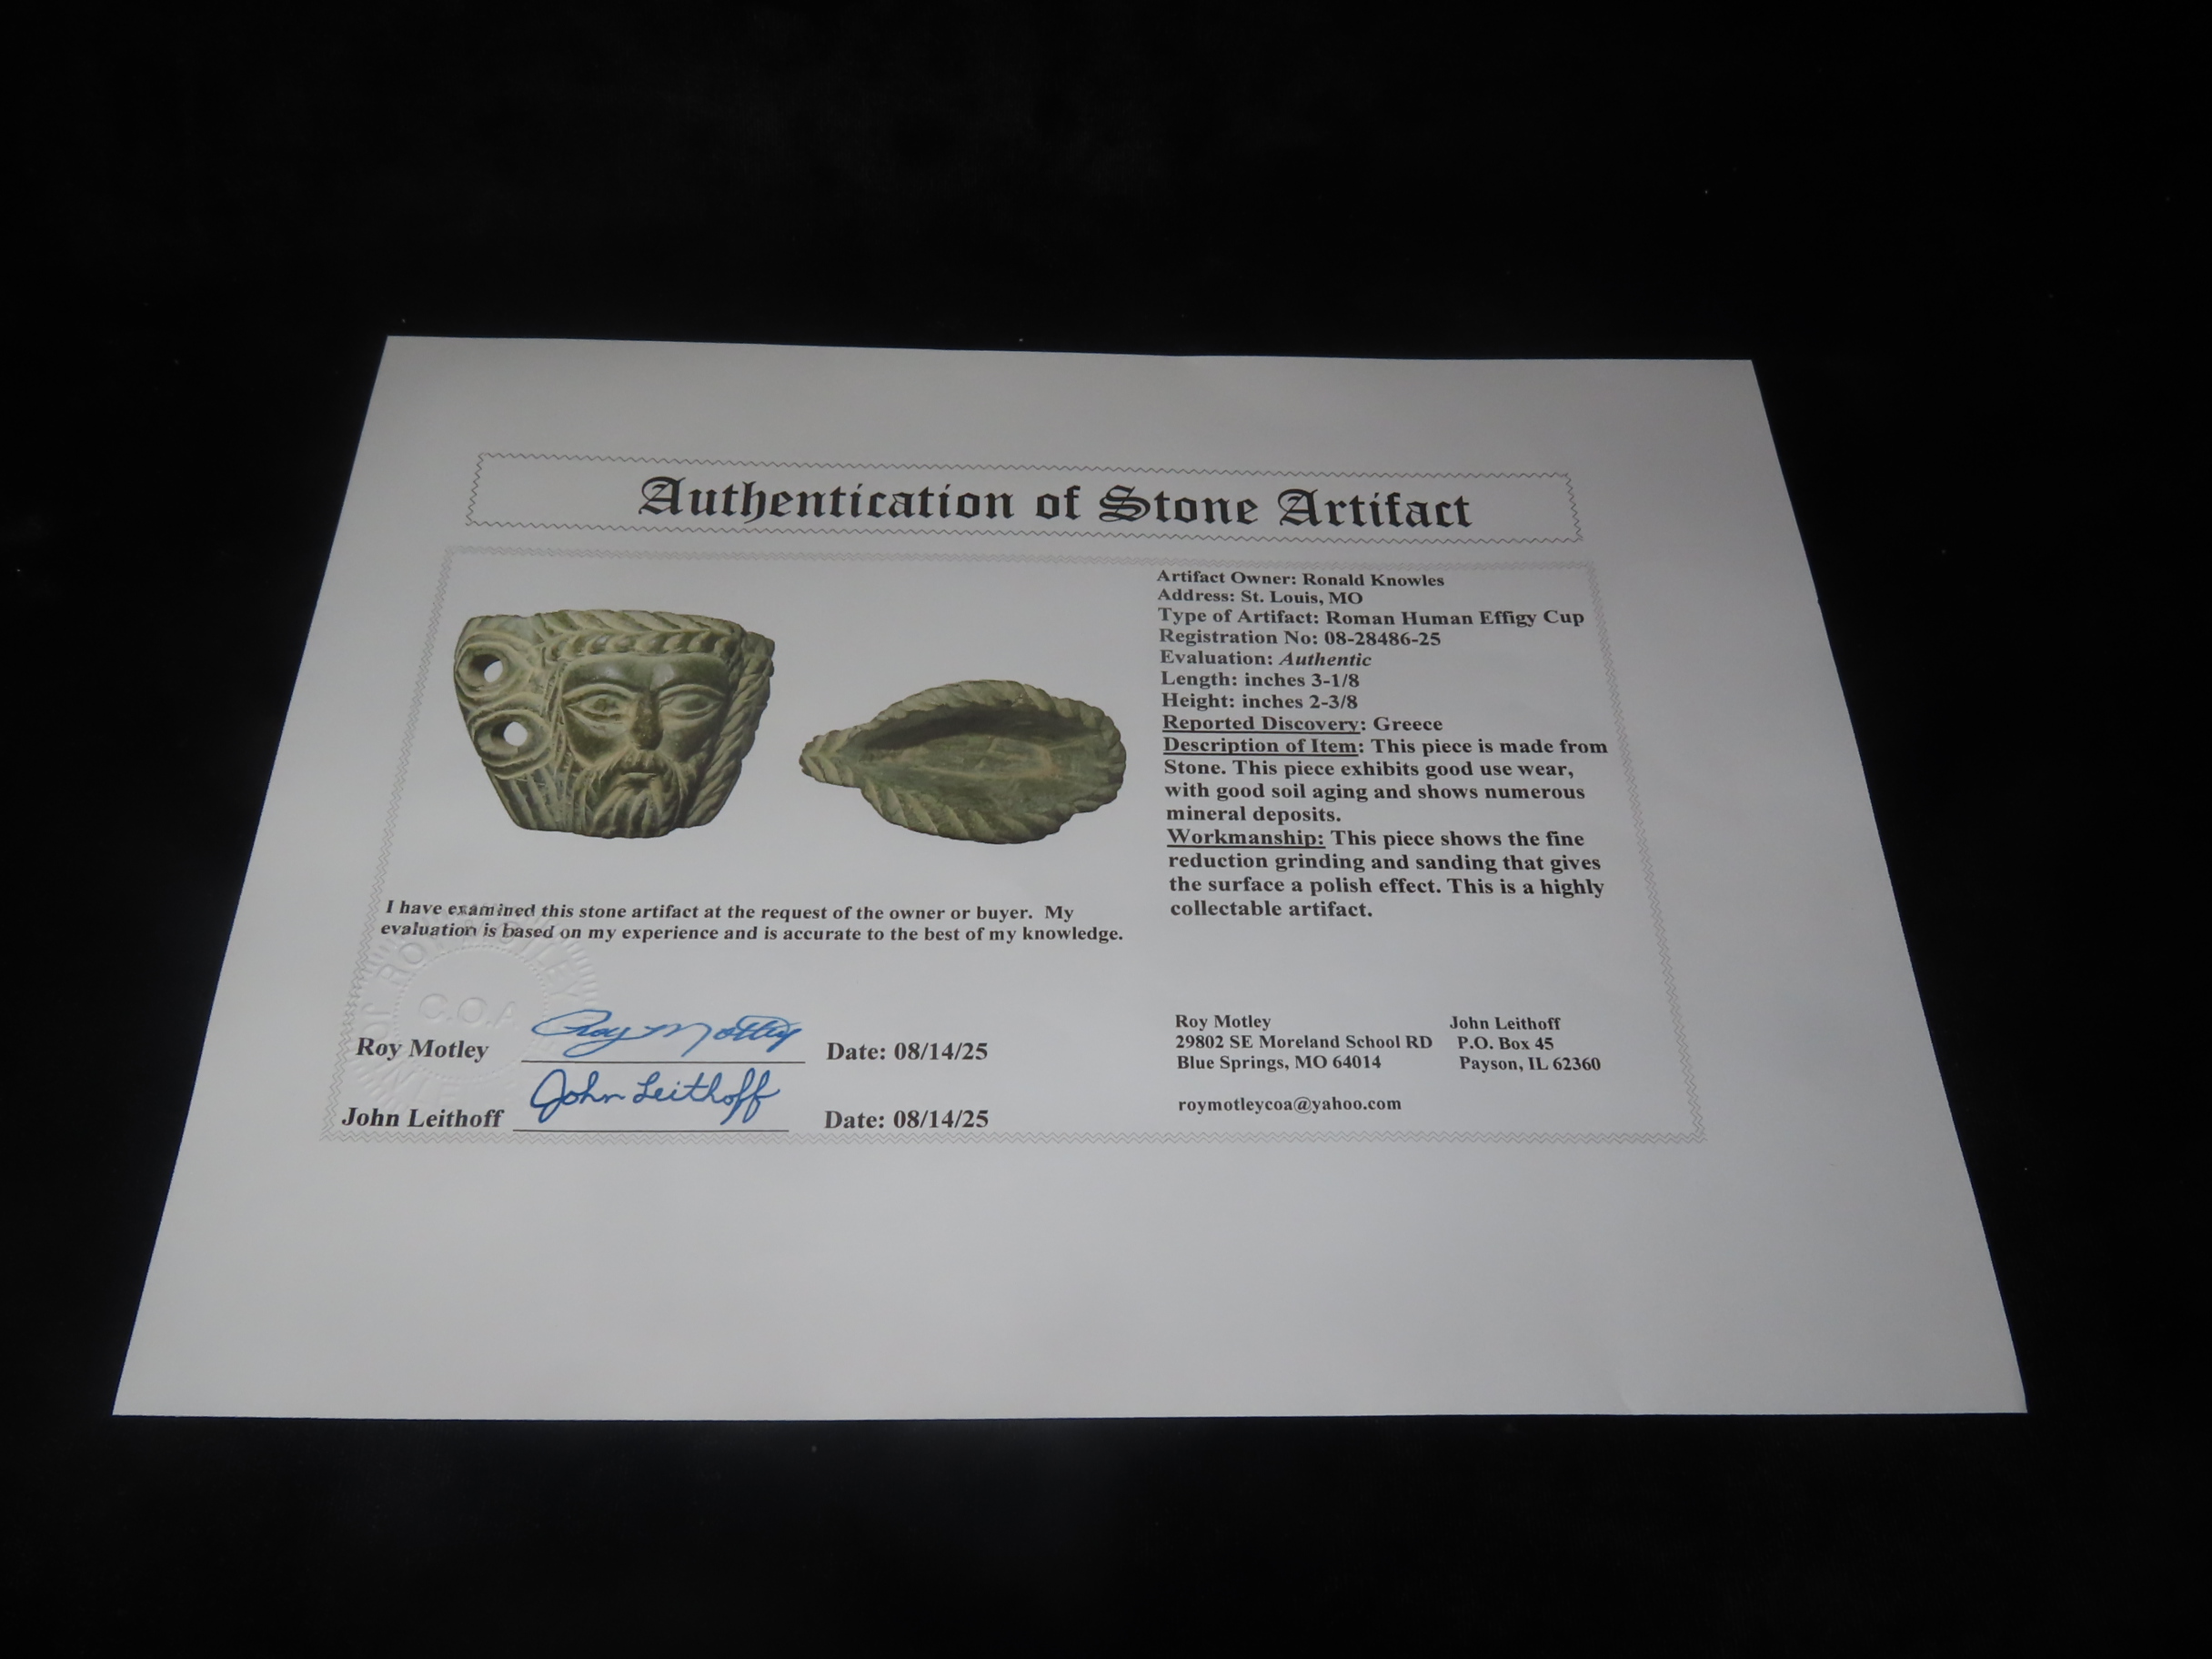 Authentication of Stone Artifact
Artifact Owner: Ronald Knowles
Address: St. Louis, MO
Type of Artifact: Roman Human Effigy Cup
Registration No: 08-28486-25
Evaluation: Authentic
Length: inches 3-1/8
Height: inches 2-3/8
Reported Discovery: Greece
Description of Item: This piece is made from
Stone. This piece exhibits good use wear,
with good soil aging and shows numerous
mineral deposits.
Workmanship: This piece shows the fine
reduction grinding and sanding that gives
the surface a polish effect. This is a highly
collectable artifact.
I have examined this stone artifact at the request of the owner or buyer. My
evaluation is based on my experience and is accurate to the best of my knowledge.
C.O.A
Roy Motley Roy Motley Date: 08/14/25
John Leithoff John Leithoff Date: 08/14/25
Roy Motley
29802 SE Moreland School RD
Blue Springs, MO 64014
roymotleycoa@yahoo.com
John Leithoff
P.O. Box 45
Payson, IL 62360